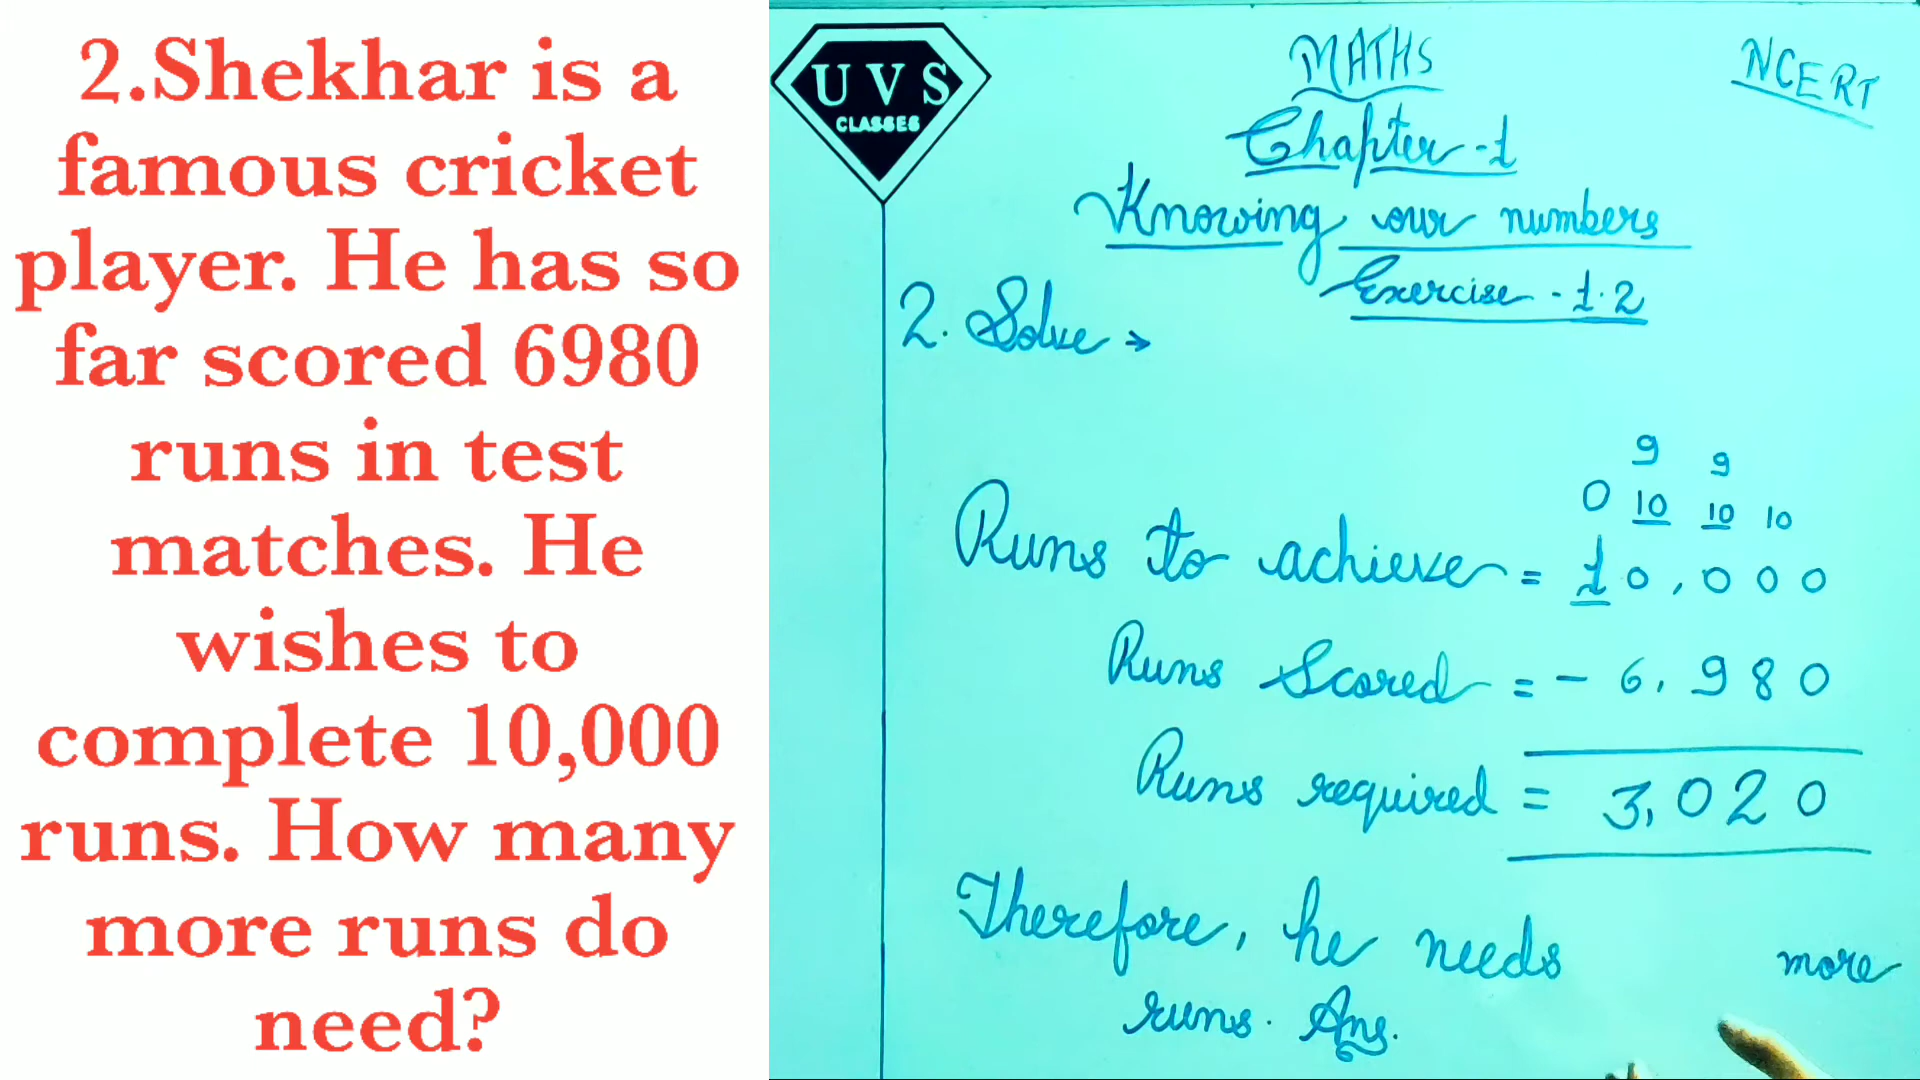 2.Shekhar is a
famous cricket
player. He has so
far scored 6980
runs in test
matches. He
wishes to
complete 10,000
runs. How many
more runs do
need?
UVS
CLASSES
MATHS
NCERT
Chapter-1
Knowing our numbers
Exercise-1.2
2. Solve →
9 9
0 10 10 10
Runs to achieve = 10,000
Runs Scored = - 6,980
Runs required = 3,020
Therefore, he needs more
runs. Ans.